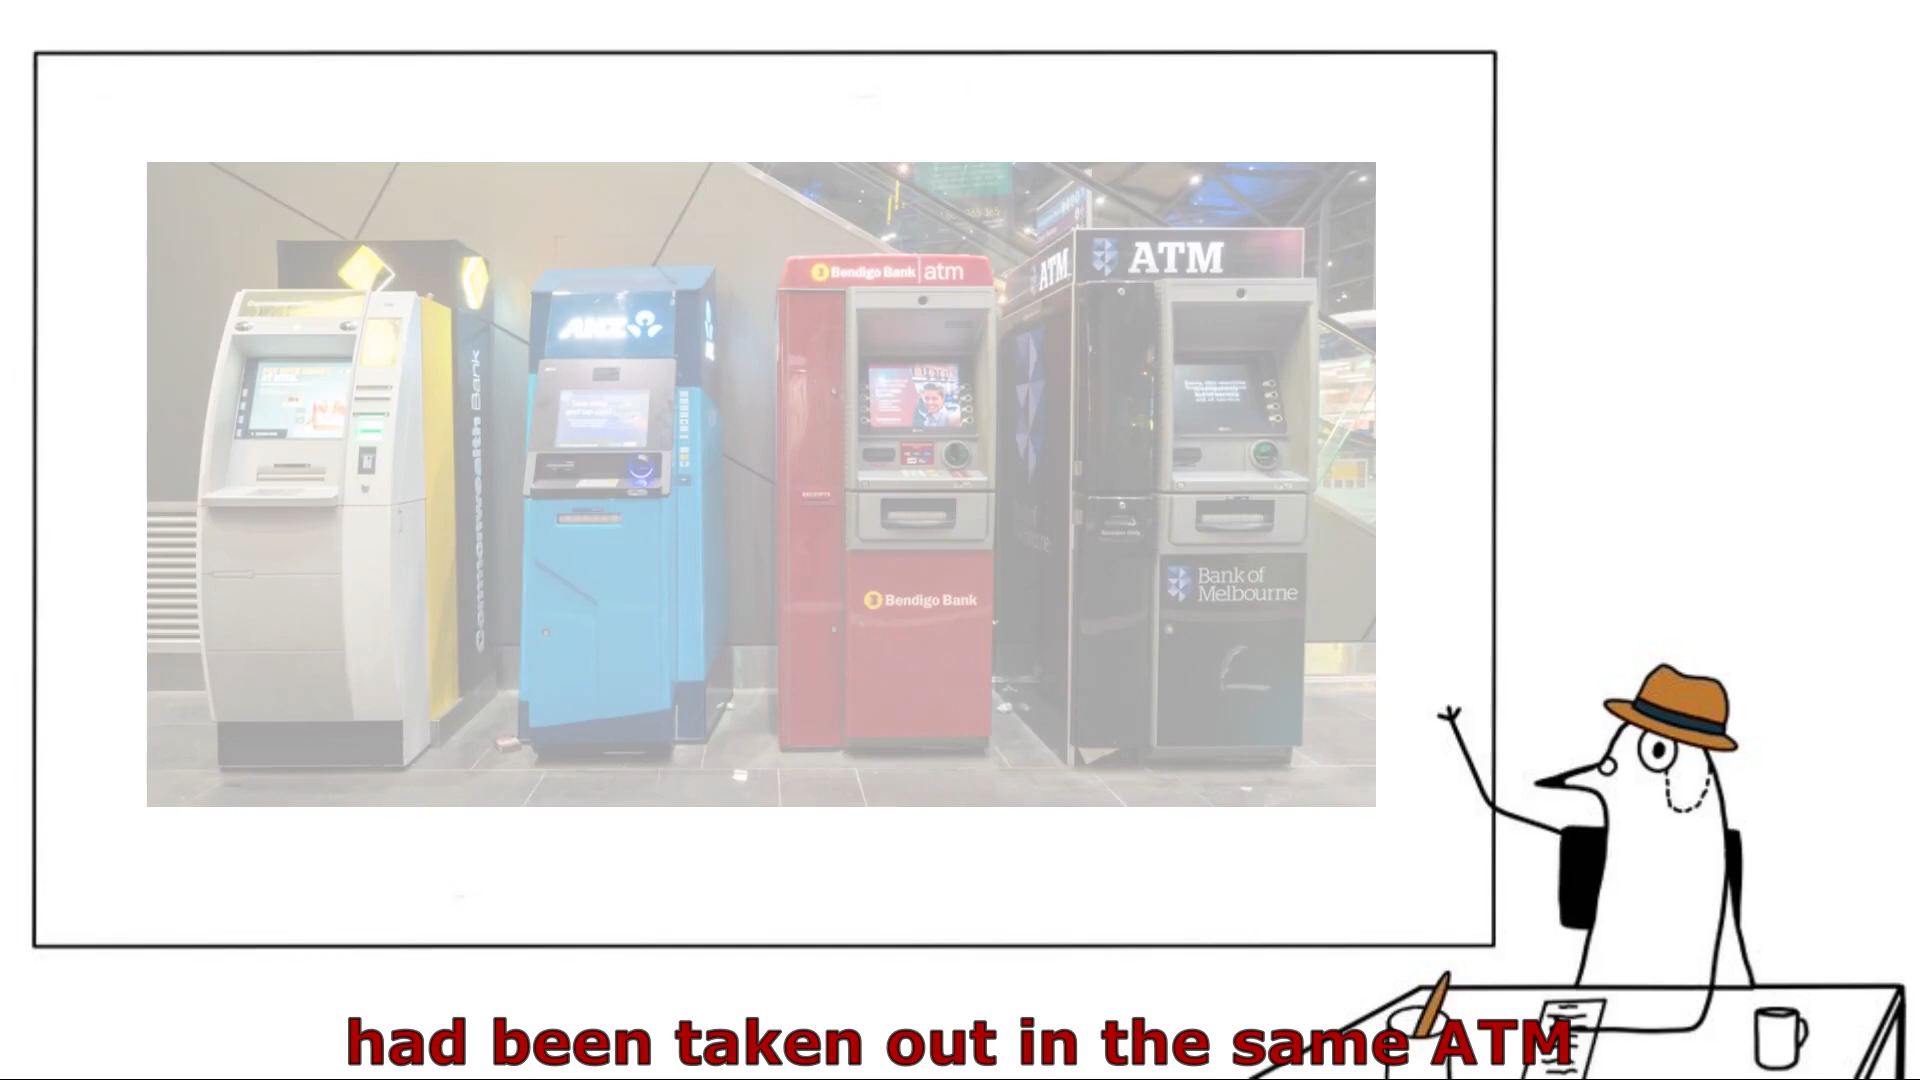 Bendigo Bank atm
ATM
ATM
ANZ
Commonwealth Bank
RECEIPTS
Bendigo Bank
Bank of
Melbourne
had been taken out in the same ATM